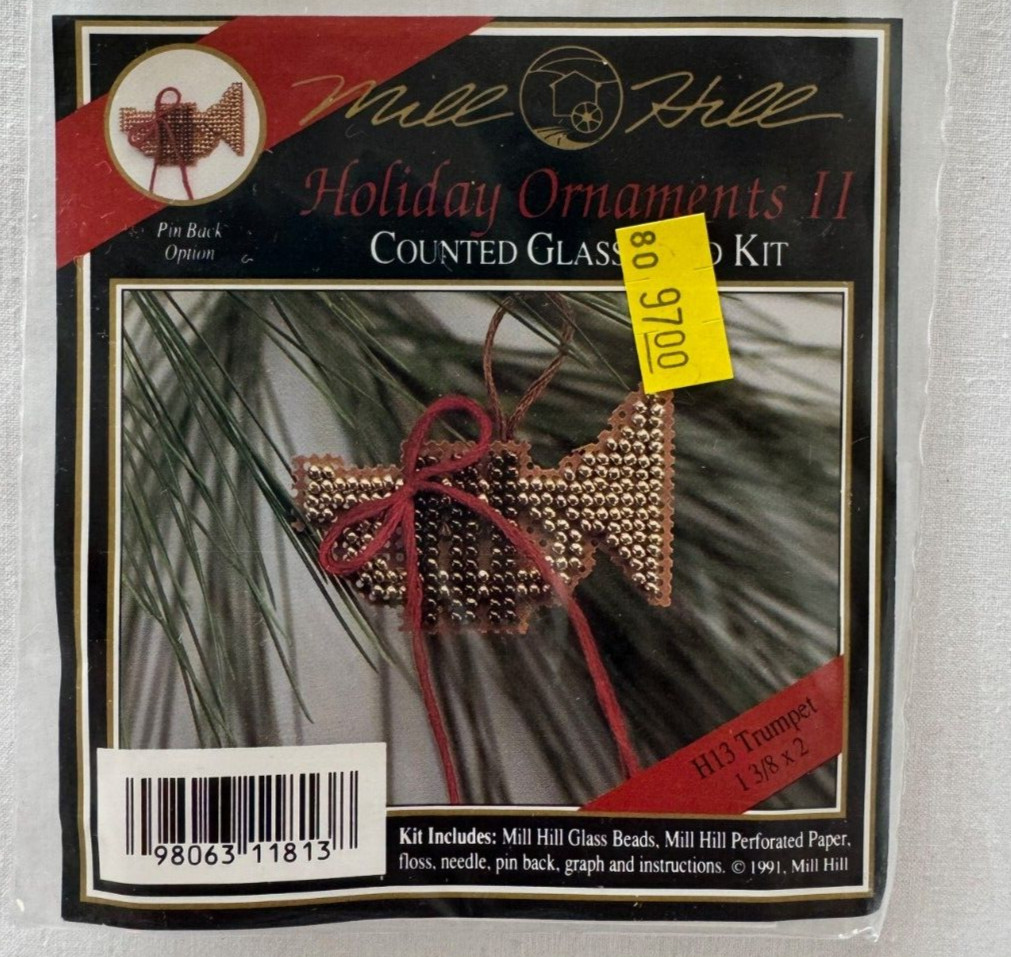 Mill Hill
Holiday Ornaments II
Pin Back
Option
COUNTED GLASS KIT
80 9700
H13 Trumpet
1 3/8 x 2
98063 11813
Kit Includes: Mill Hill Glass Beads, Mill Hill Perforated Paper,
floss, needle, pin back, graph and instructions. © 1991, Mill Hill